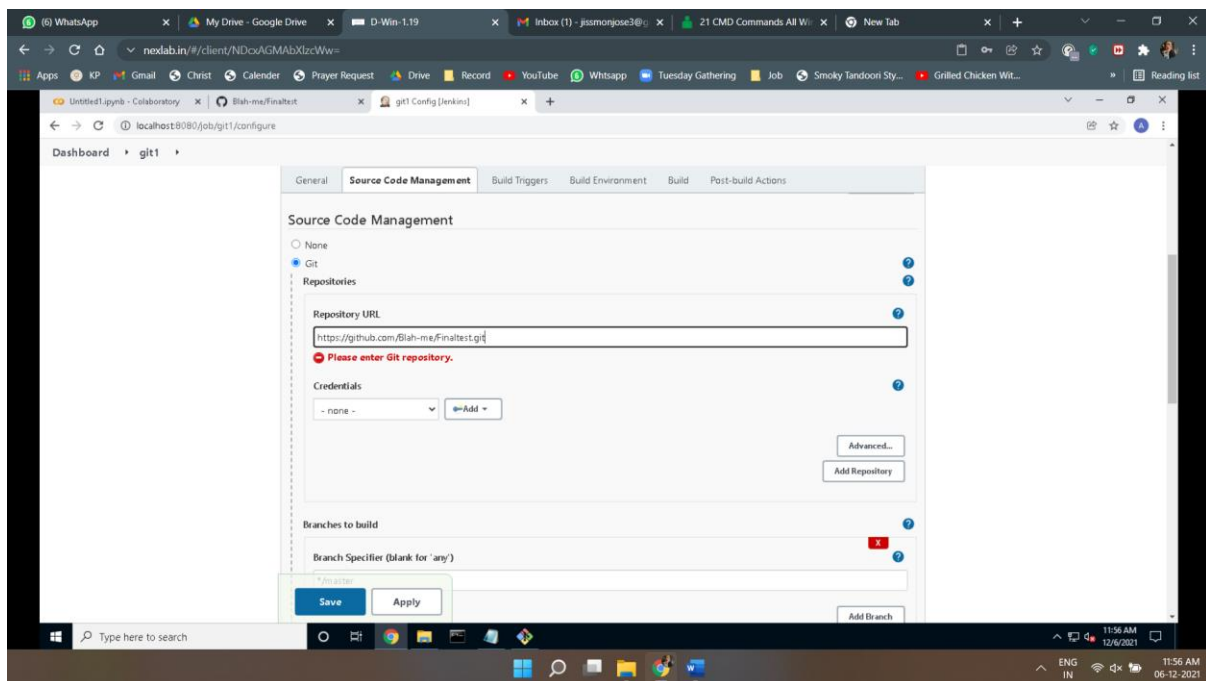 (6) WhatsApp
My Drive - Google Drive
D-Win-1.19
Inbox (1) - jissmonjose3@g
21 CMD Commands All Wi
New Tab
nexlab.in/#/client/NDcxAGMAbXlzcWw=
Apps KP Gmail Christ Calender Prayer Request Drive Record YouTube Whtsapp Tuesday Gathering Job Smoky Tandoori Sty... Grilled Chicken Wit... » Reading list
Untitled1.ipynb - Colaboratory
Blah-me/Finaltest
git1 Config [Jenkins]
localhost:8080/job/git1/configure
A
Dashboard git1
General Source Code Management Build Triggers Build Environment Build Post-build Actions
Source Code Management
None
Git
Repositories
Repository URL
https://github.com/Blah-me/Finaltest.git
Please enter Git repository.
Credentials
- none -
Add
Advanced...
Add Repository
Branches to build
X
Branch Specifier (blank for 'any')
*/master
Save Apply
Add Branch
Type here to search
11:56 AM
12/6/2021
ENG
IN
11:56 AM
06-12-2021